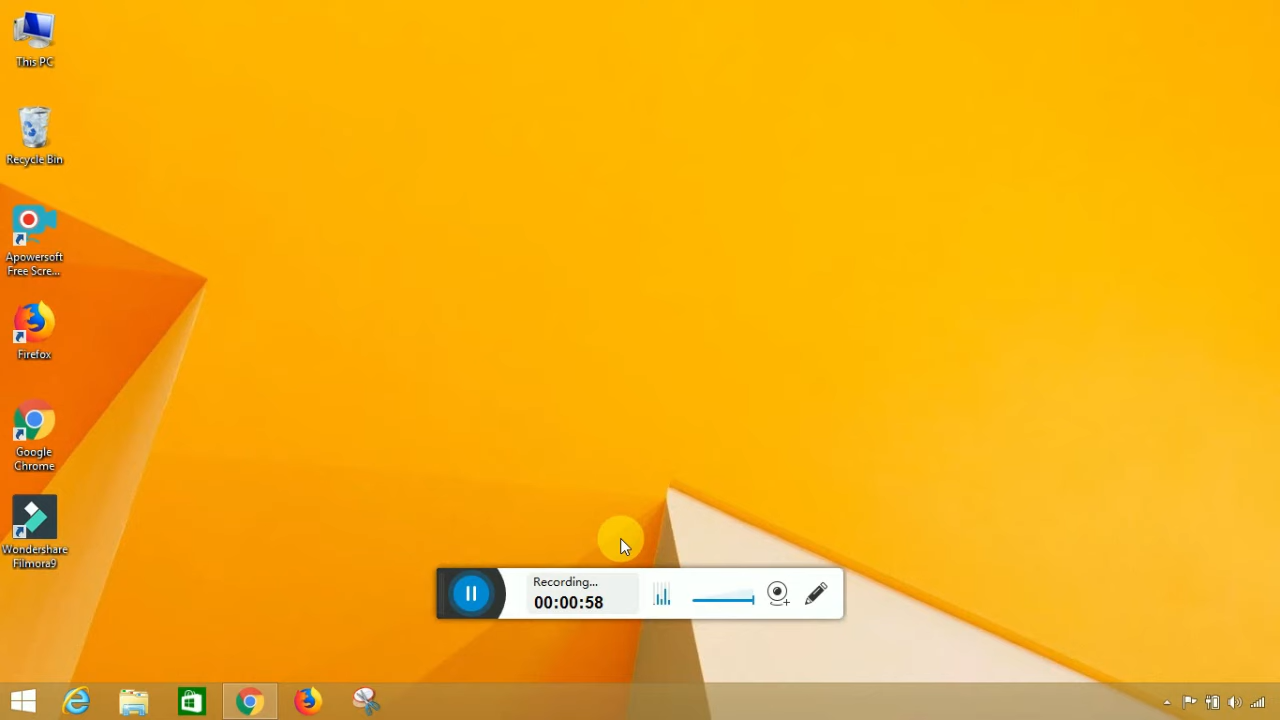 This PC
Recycle Bin
Apowersoft
Free Scre...
Firefox
Google
Chrome
Wondershare
Filmora9
Recording...
00:00:58